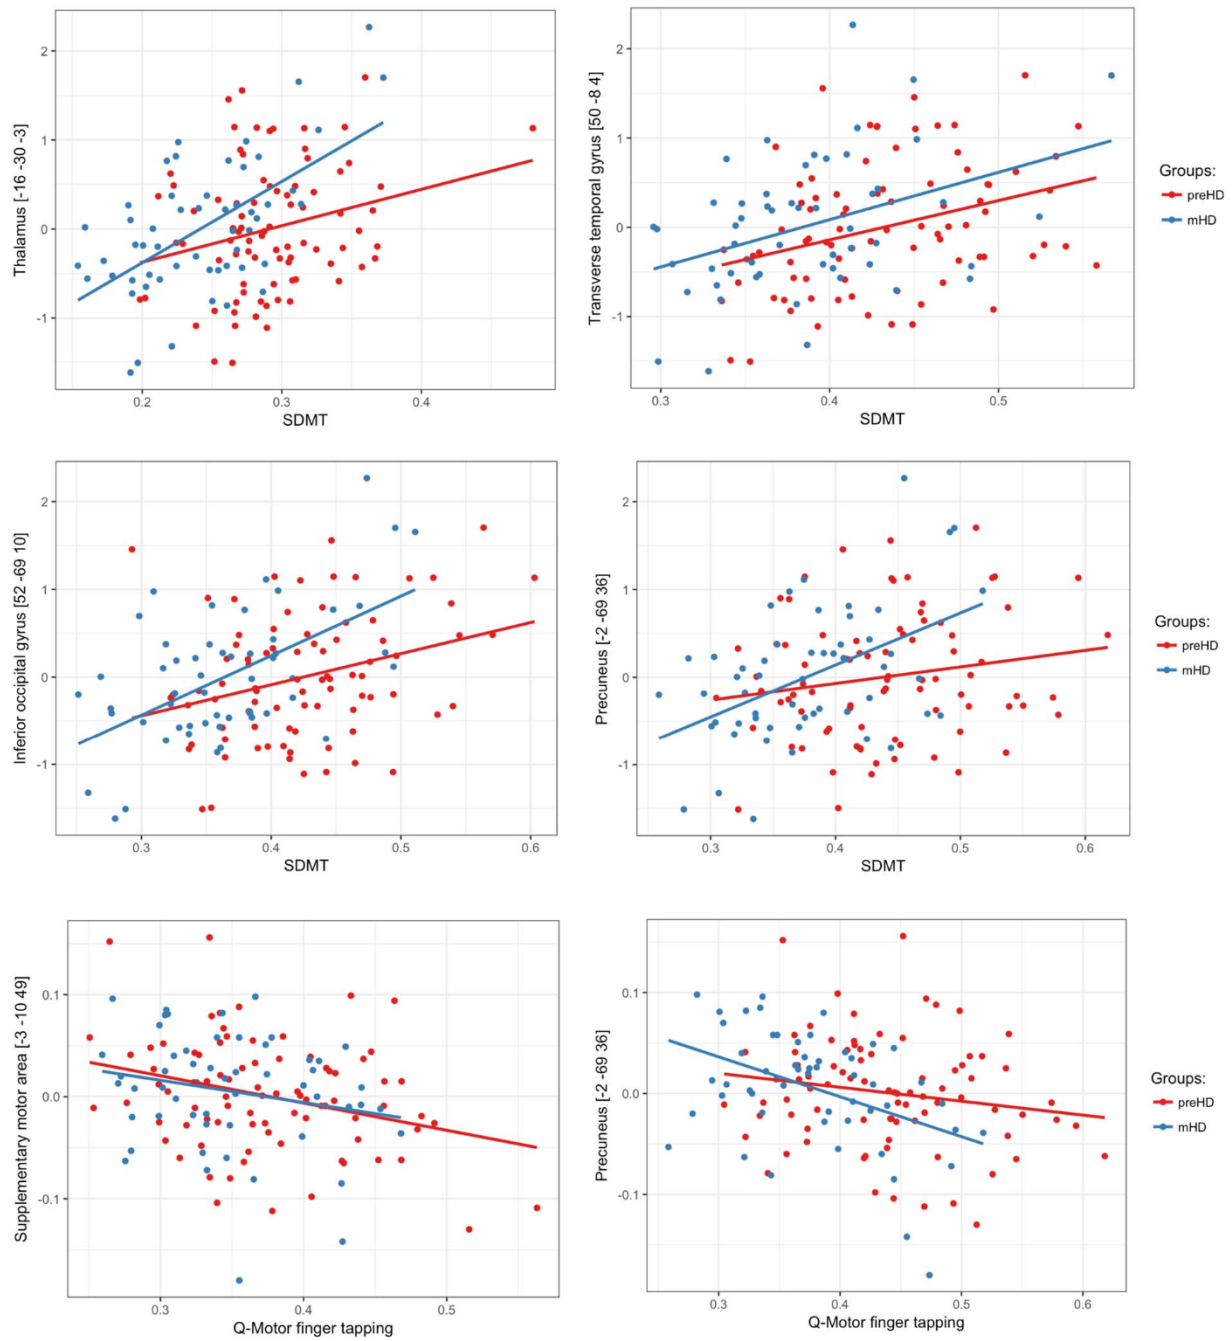 Thalamus [-16 -30 -3]
2
1
0
-1
0.2 0.3 0.4
SDMT
Transverse temporal gyrus [50 -8 4]
2
1
0
-1
0.3 0.4 0.5
SDMT
Groups:
preHD
mHD
Inferior occipital gyrus [52 -69 10]
2
1
0
-1
0.3 0.4 0.5 0.6
SDMT
Precuneus [-2 -69 36]
2
1
0
-1
0.3 0.4 0.5 0.6
SDMT
Groups:
preHD
mHD
Supplementary motor area [-3 -10 49]
0.1
0.0
-0.1
0.3 0.4 0.5
Q-Motor finger tapping
Precuneus [-2 -69 36]
0.1
0.0
-0.1
0.3 0.4 0.5 0.6
Q-Motor finger tapping
Groups:
preHD
mHD